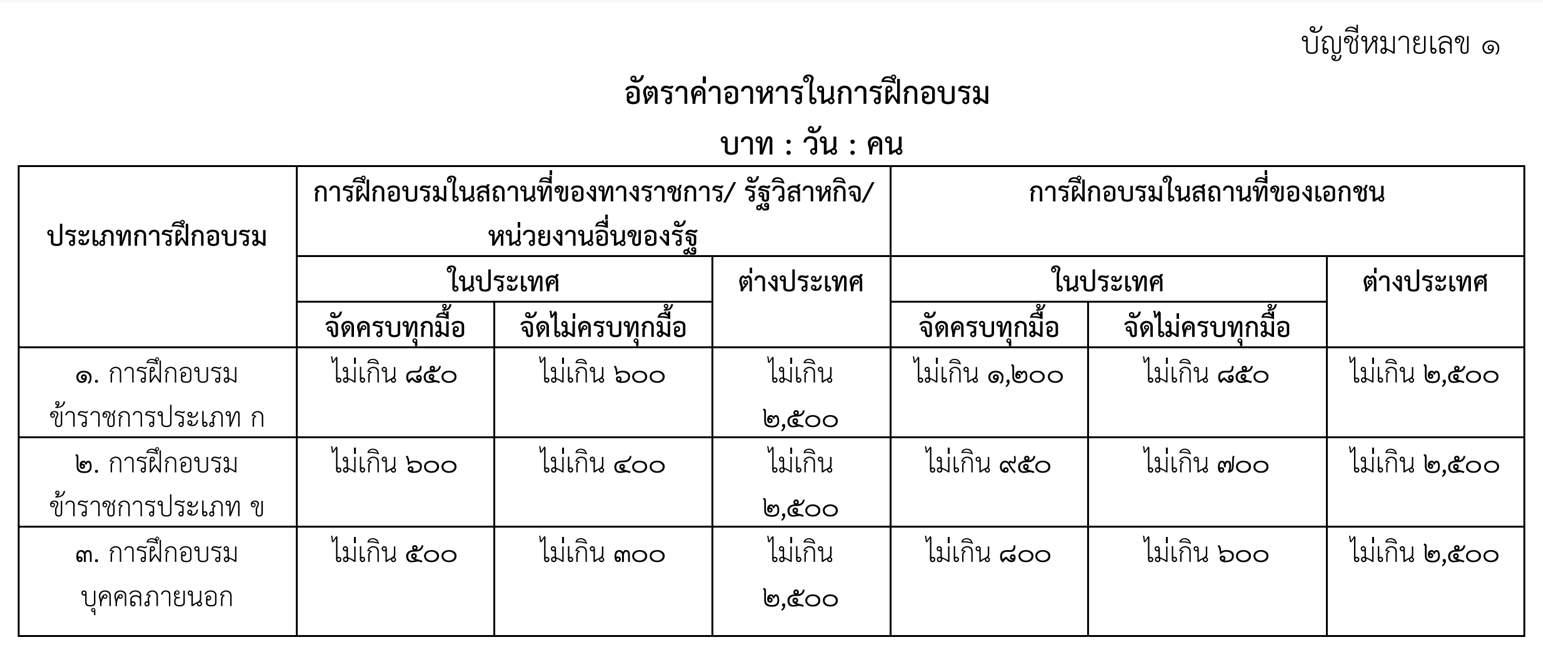 บัญชีหมายเลข ๑
อัตราค่าอาหารในการฝึกอบรม
บาท : วัน : คน
ประเภทการฝึกอบรม
การฝึกอบรมในสถานที่ของทางราชการ/ รัฐวิสาหกิจ/
หน่วยงานอื่นของรัฐ
การฝึกอบรมในสถานที่ของเอกชน
ในประเทศ
ต่างประเทศ
ในประเทศ
ต่างประเทศ
จัดครบทุกมื้อ
จัดไม่ครบทุกมื้อ
จัดครบทุกมื้อ
จัดไม่ครบทุกมื้อ
๑. การฝึกอบรม
ข้าราชการประเภท ก
ไม่เกิน ๘๕๐
ไม่เกิน ๖๐๐
ไม่เกิน
๒,๕๐๐
ไม่เกิน ๑,๒๐๐
ไม่เกิน ๘๕๐
ไม่เกิน ๒,๕๐๐
๒. การฝึกอบรม
ข้าราชการประเภท ข
ไม่เกิน ๖๐๐
ไม่เกิน ๔๐๐
ไม่เกิน
๒,๕๐๐
ไม่เกิน ๙๕๐
ไม่เกิน ๗๐๐
ไม่เกิน ๒,๕๐๐
๓. การฝึกอบรม
บุคคลภายนอก
ไม่เกิน ๕๐๐
ไม่เกิน ๓๐๐
ไม่เกิน
๒,๕๐๐
ไม่เกิน ๘๐๐
ไม่เกิน ๖๐๐
ไม่เกิน ๒,๕๐๐